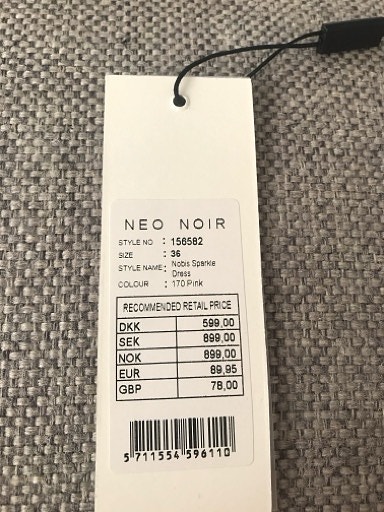 NEO NOIR
STYLE NO : 156582
SIZE : 36
STYLE NAME: Nobis Sparkle
Dress
COLOUR : 170 Pink
RECOMMENDED RETAIL PRICE
DKK 599,00
SEK 899,00
NOK 899,00
EUR 89,95
GBP 78,00
5 711554 596110